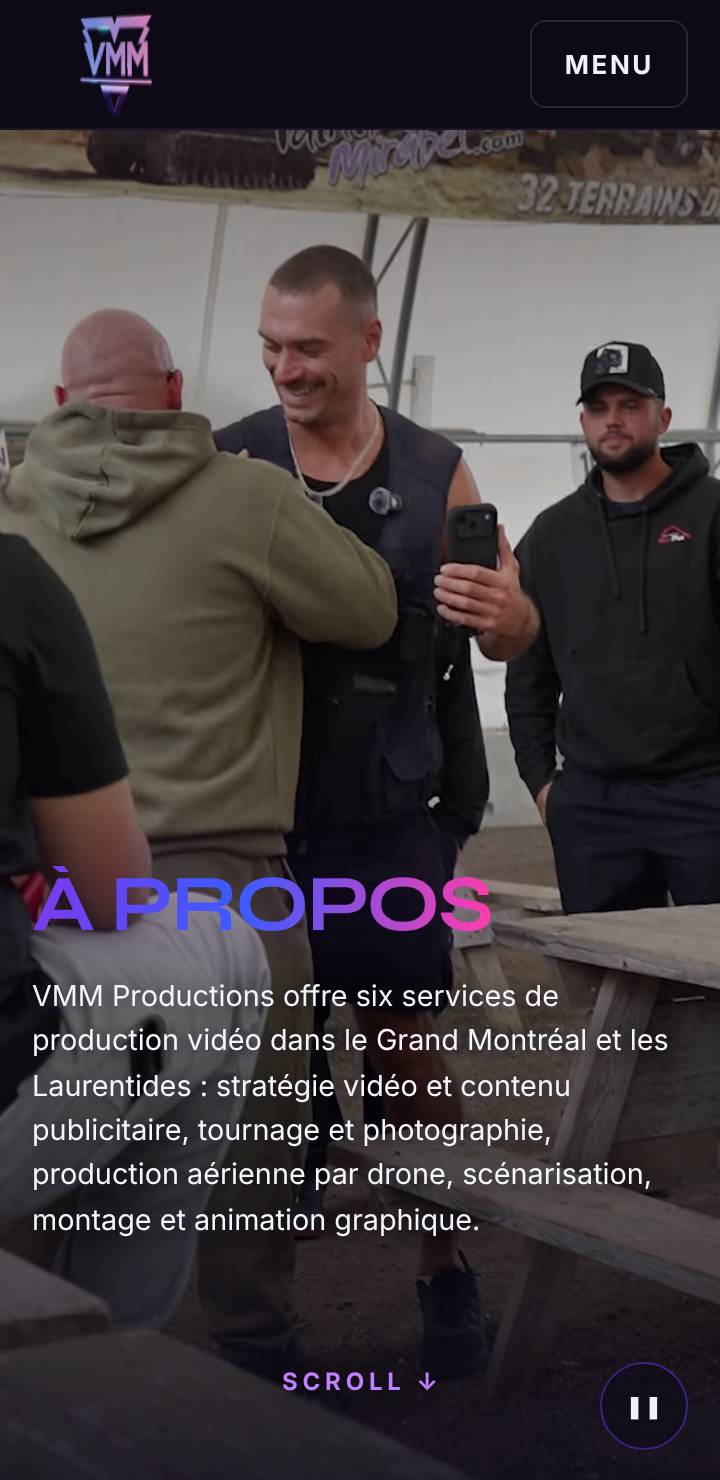 VMM
MENU
Mirabel.com
32 TERRAINS D
À PROPOS
VMM Productions offre six services de
production vidéo dans le Grand Montréal et les
Laurentides : stratégie vidéo et contenu
publicitaire, tournage et photographie,
production aérienne par drone, scénarisation,
montage et animation graphique.
SCROLL ↓